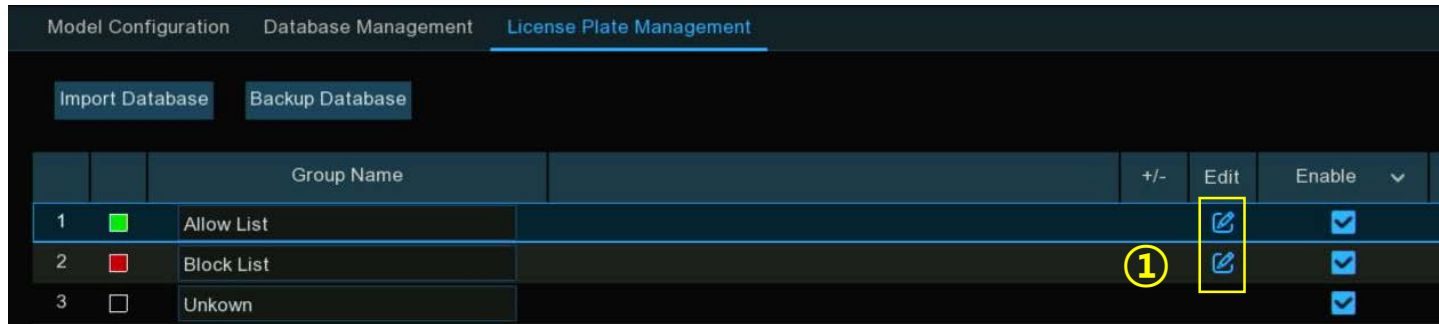 Model Configuration Database Management License Plate Management
Import Database Backup Database
Group Name +/- Edit Enable
1 Allow List
2 Block List
①
3 Unkown